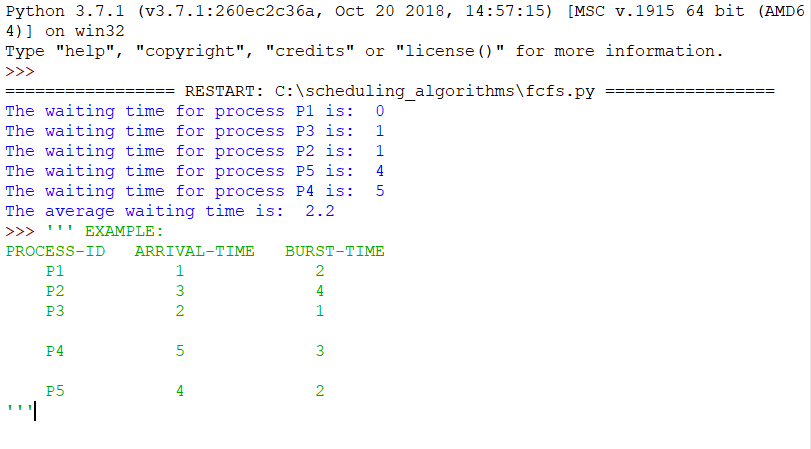 Python 3.7.1 (v3.7.1:260ec2c36a, Oct 20 2018, 14:57:15) [MSC v.1915 64 bit (AMD6
4)] on win32
Type "help", "copyright", "credits" or "license()" for more information.
>>>
================= RESTART: C:\scheduling_algorithms\fcfs.py =================
The waiting time for process P1 is:  0
The waiting time for process P3 is:  1
The waiting time for process P2 is:  1
The waiting time for process P5 is:  4
The waiting time for process P4 is:  5
The average waiting time is:  2.2
>>> ''' EXAMPLE:
PROCESS-ID   ARRIVAL-TIME   BURST-TIME
    P1           1             2
    P2           3             4
    P3           2             1
    P4           5             3
    P5           4             2
'''